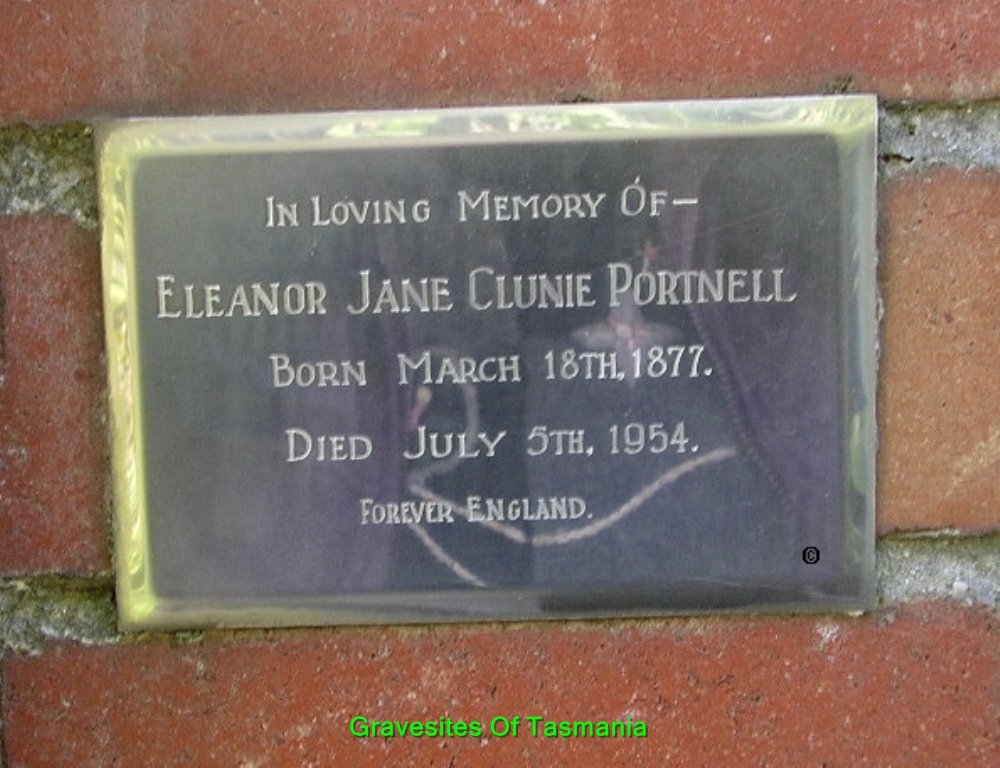 In Loving Memory Of—
Eleanor Jane Clunie Portnell
Born March 18th, 1877.
Died July 5th, 1954.
Forever England.
©
Gravesites Of Tasmania